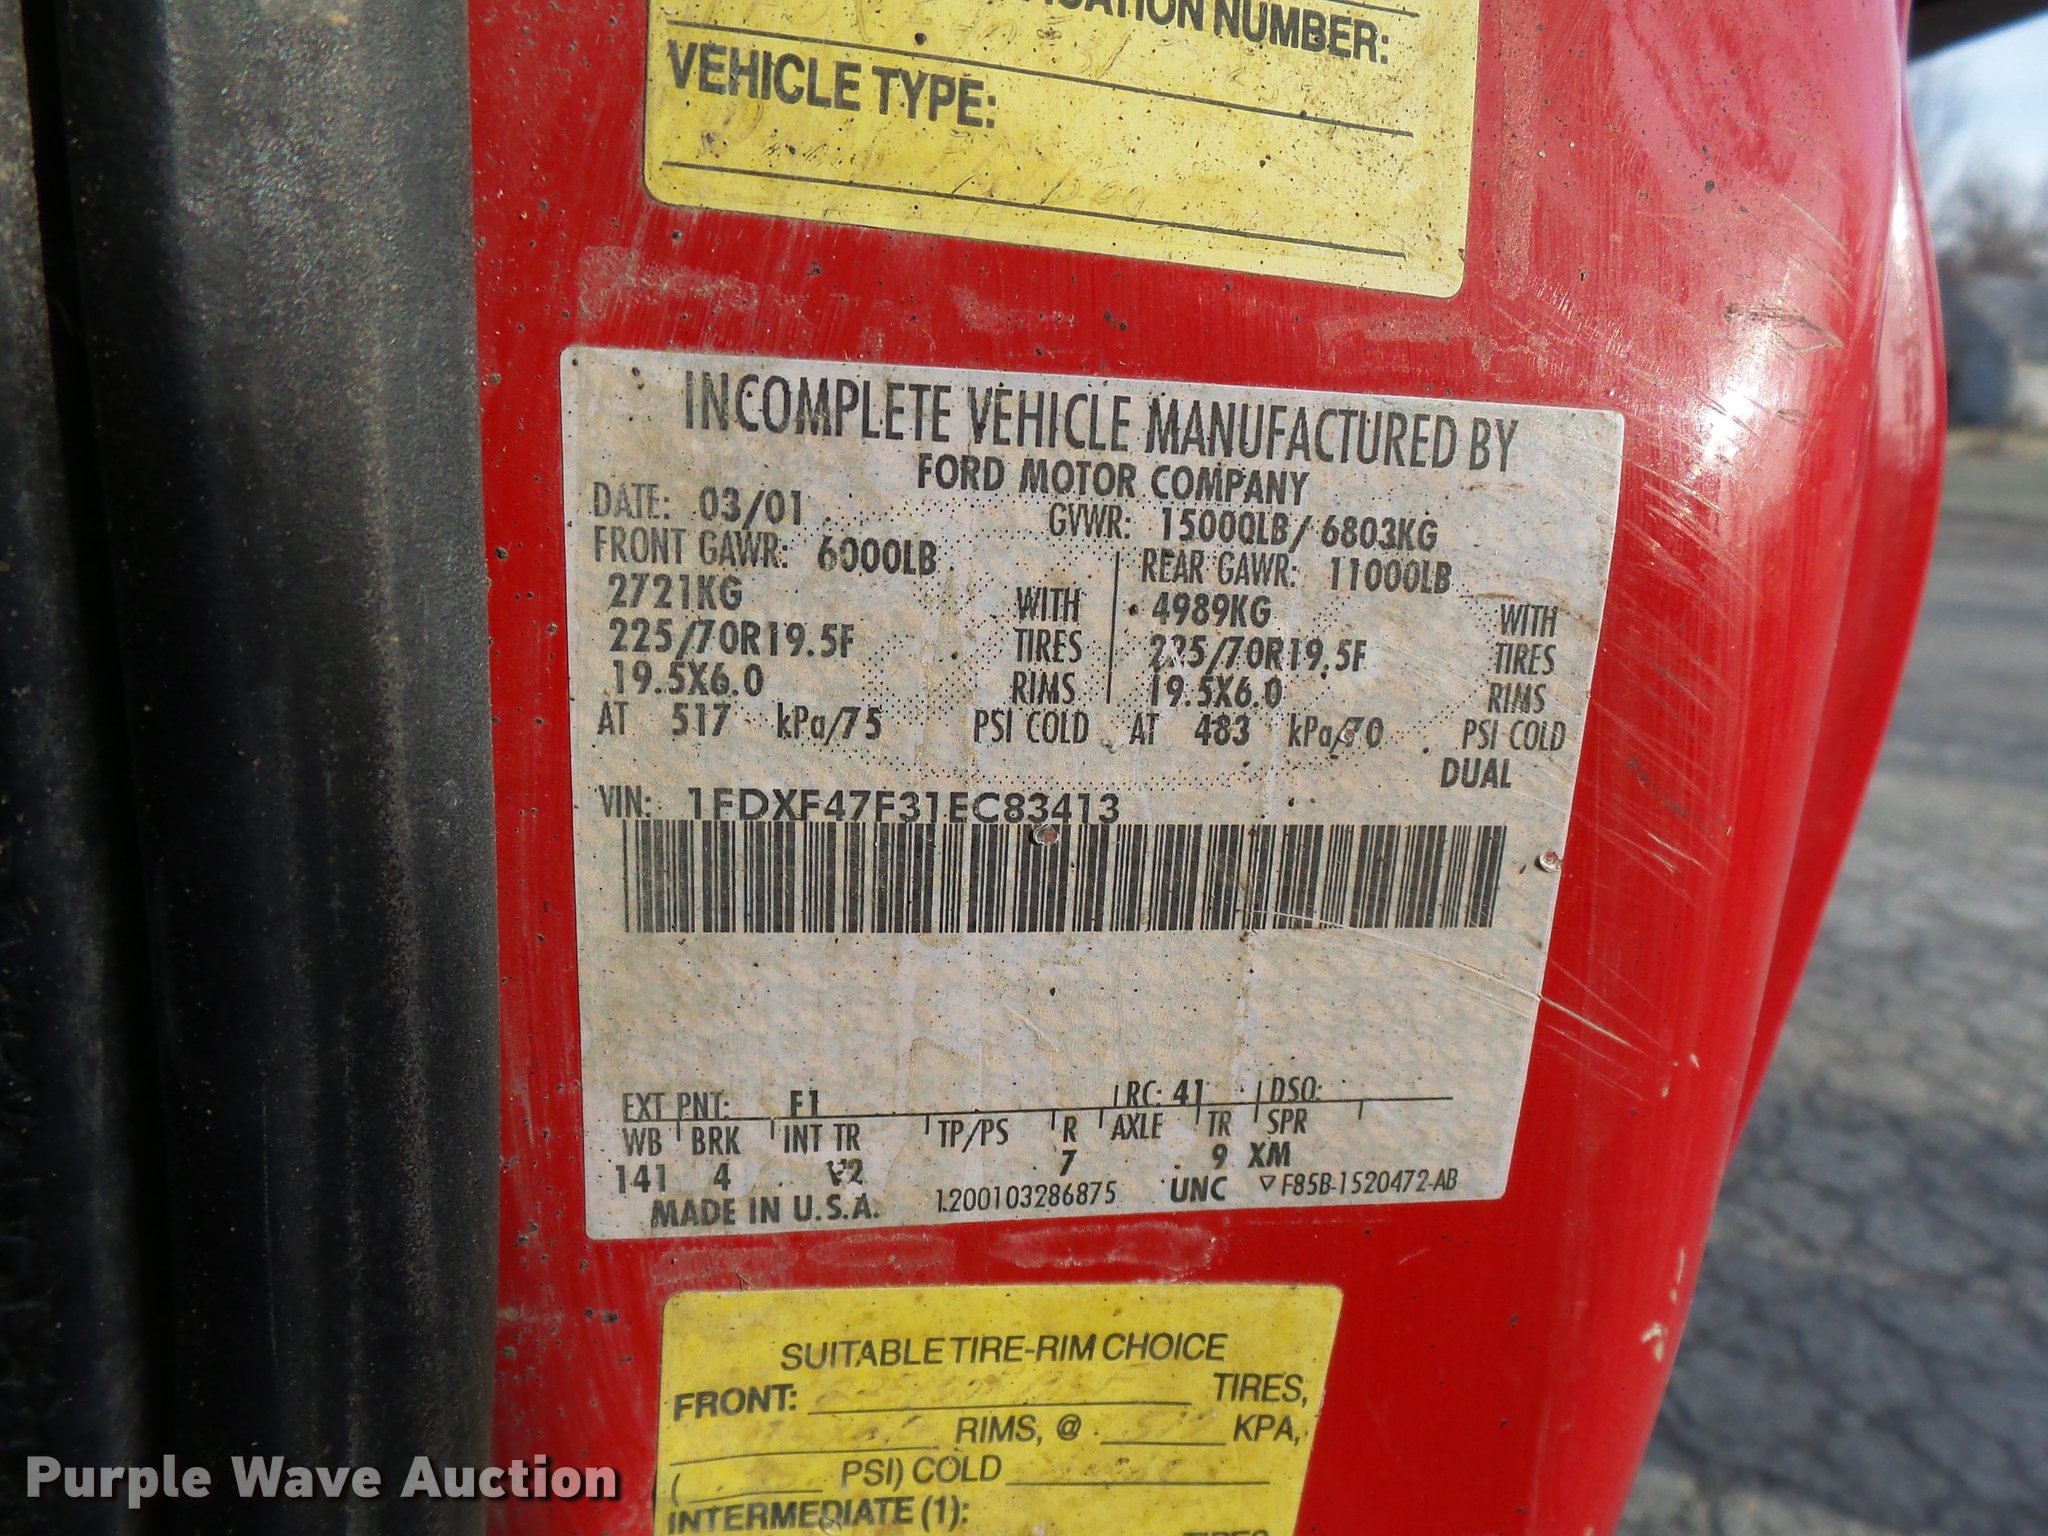 ICATION NUMBER:
VEHICLE TYPE:
INCOMPLETE VEHICLE MANUFACTURED BY
FORD MOTOR COMPANY
DATE: 03/01 GVWR: 15000LB/ 6803KG
FRONT GAWR: 6000LB REAR GAWR: 11000LB
2721KG WITH 4989KG WITH
225/70R19.5F TIRES 225/70R19.5F TIRES
19.5X6.0 RIMS 19.5X6.0 RIMS
AT 517 kPa/75 PSI COLD AT 483 kPa/70 PSI COLD
DUAL
VIN: 1FDXF47F31EC83413
EXT PNT: F1 RC: 41 DSO:
WB BRK INT TR TP/PS R AXLE TR SPR
141 4 V2 7 9 XM
MADE IN U.S.A. 1200103286875 UNC F85B-1520472-AB
SUITABLE TIRE-RIM CHOICE
FRONT: TIRES,
RIMS, @ 517 KPA,
( PSI) COLD
INTERMEDIATE (1):
TIRES
Purple Wave Auction